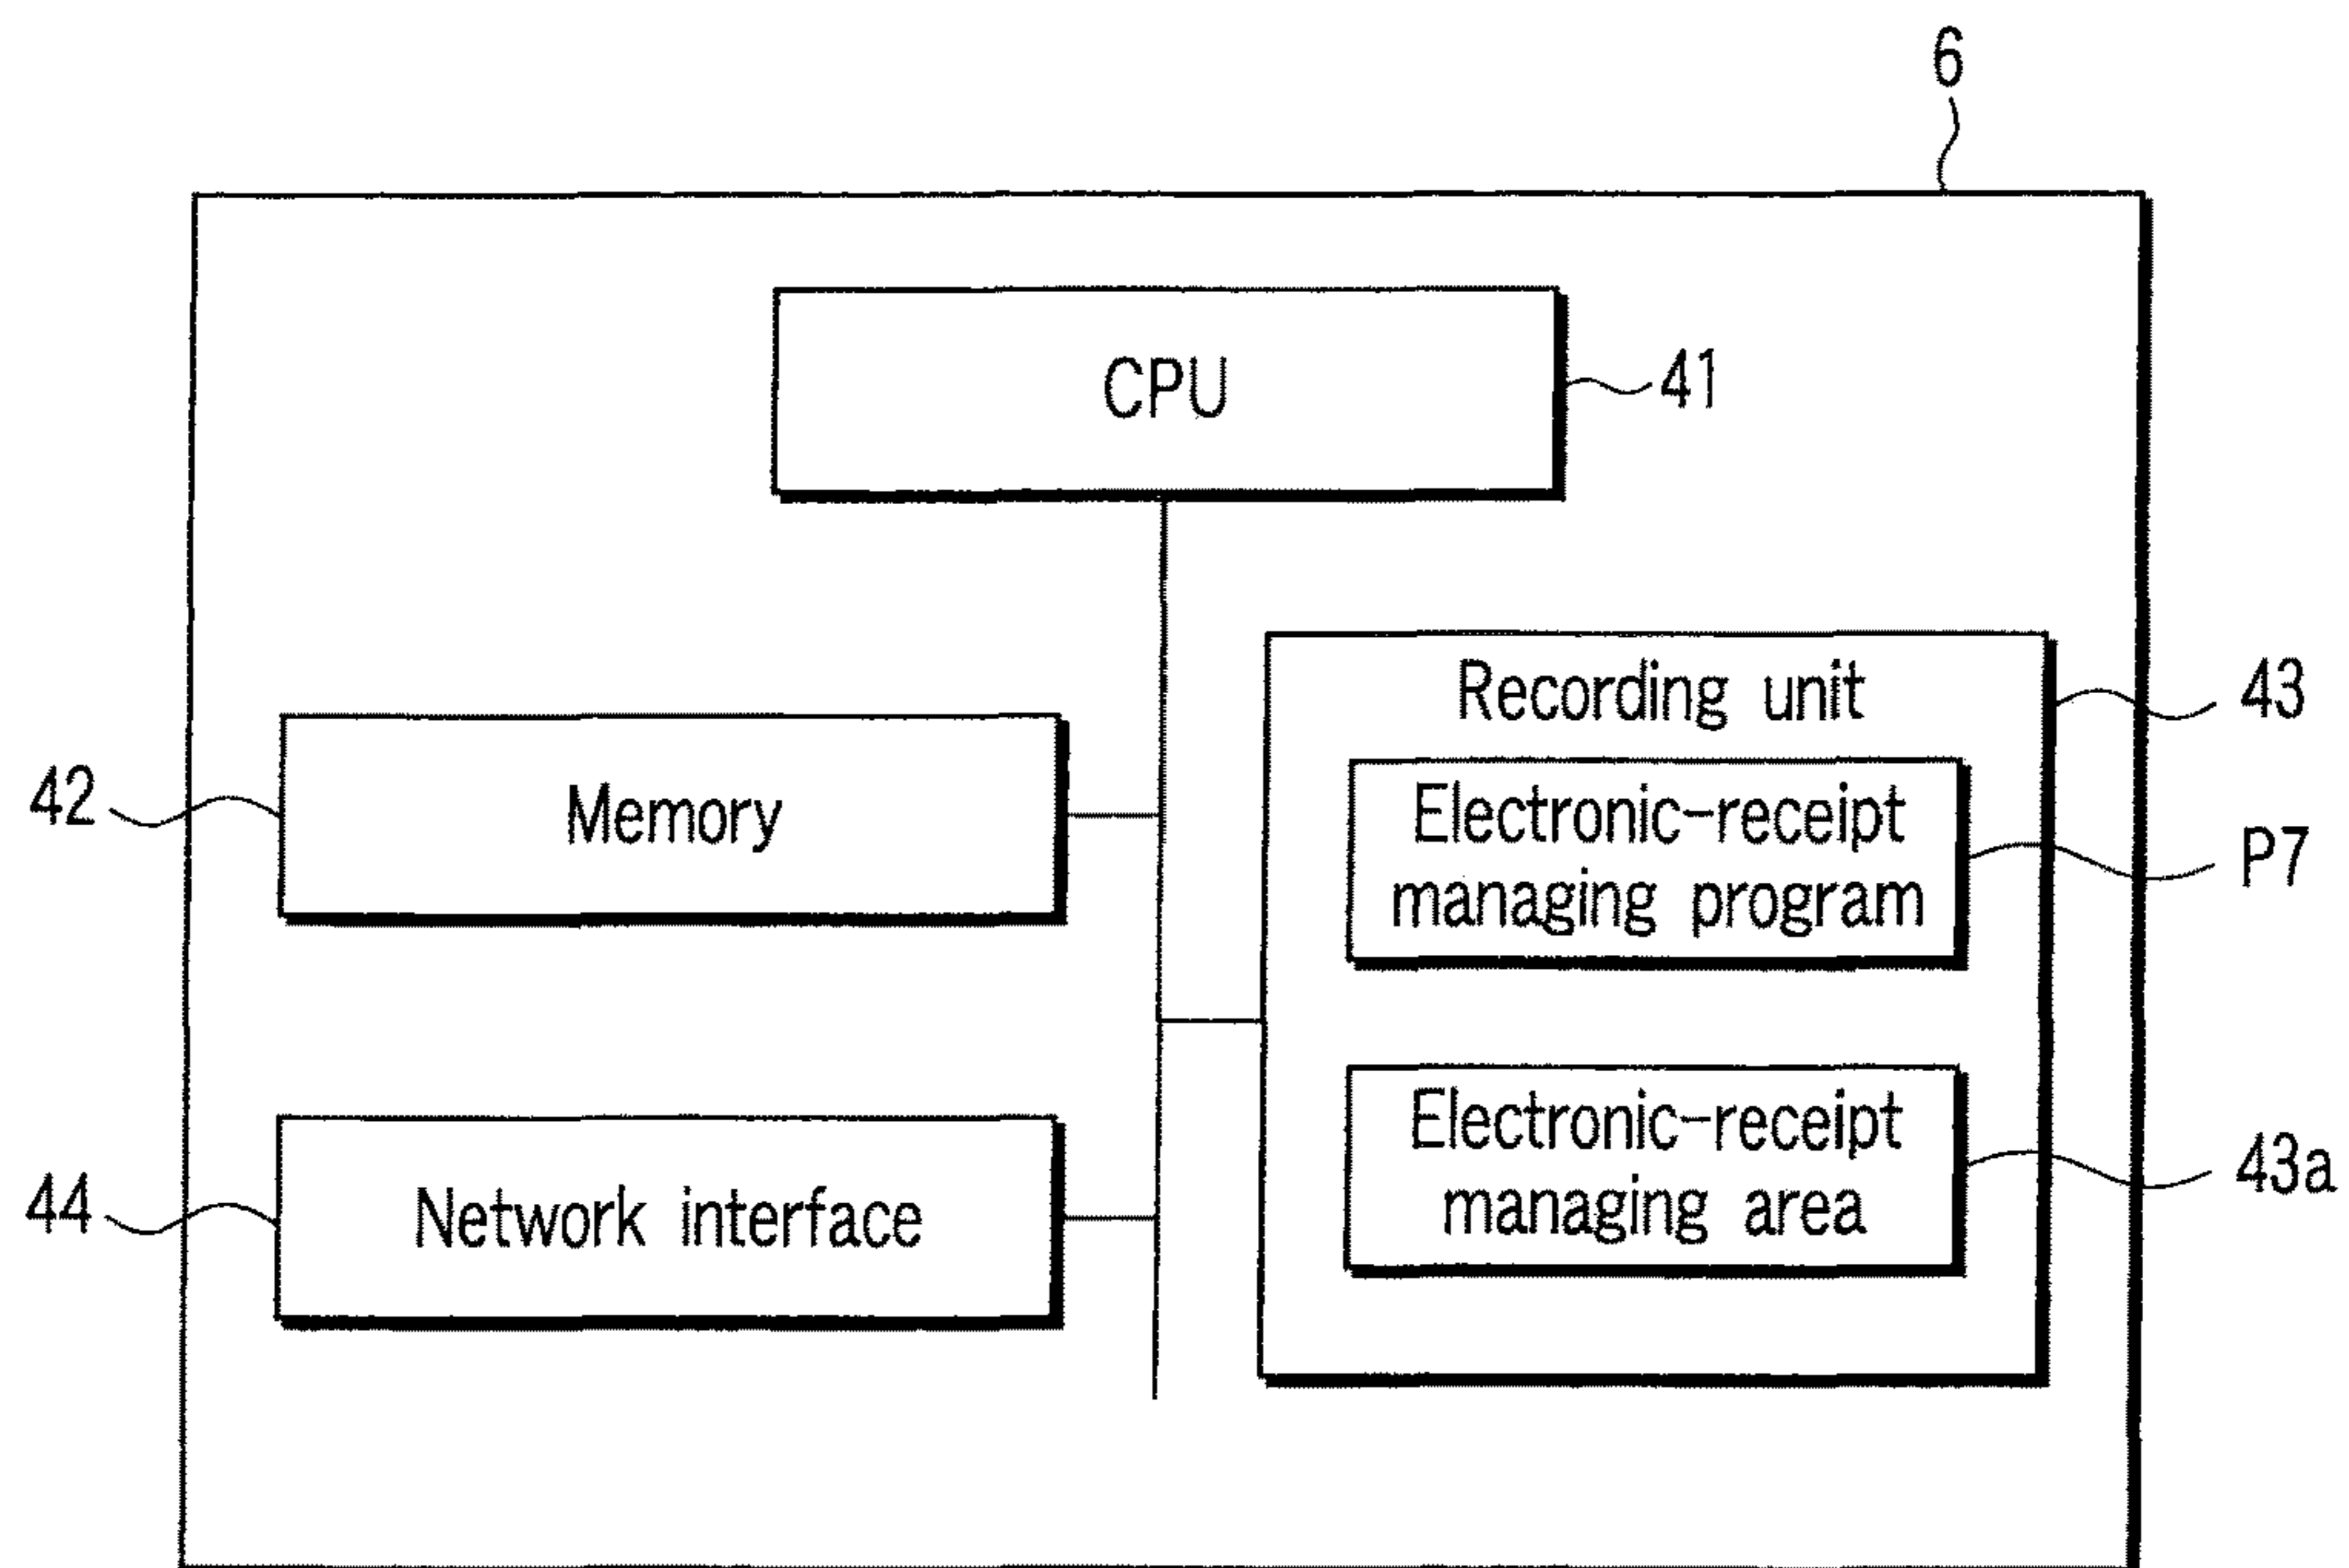 6
CPU
41
Recording unit
43
42
Memory
Electronic-receipt
managing program
P7
Electronic-receipt
managing area
43a
44
Network interface